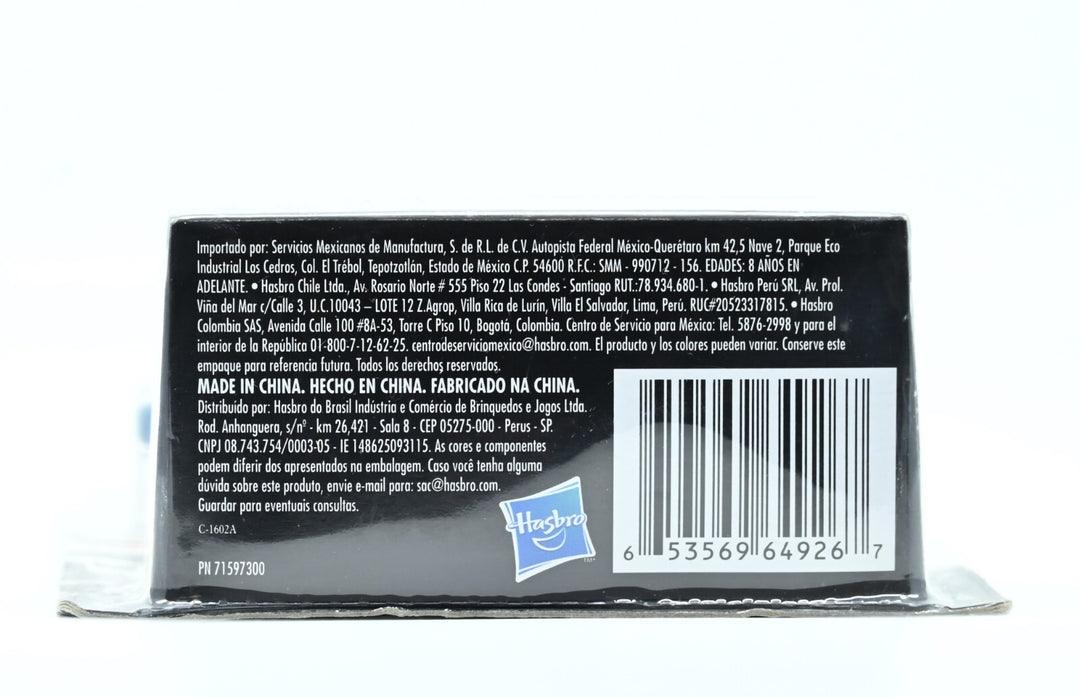 Importado por: Servicios Mexicanos de Manufactura, S. de R.L. de C.V. Autopista Federal México-Querétaro km 42,5 Nave 2, Parque Eco
Industrial Los Cedros, Col. El Trébol, Tepotzotlán, Estado de México C.P. 54600 R.F.C.: SMM - 990712 - 156. EDADES: 8 AÑOS EN
ADELANTE. • Hasbro Chile Ltda., Av. Rosario Norte # 555 Piso 22 Las Condes - Santiago RUT.:78.934.680-1. • Hasbro Perú SRL, Av. Prol.
Viña del Mar c/Calle 3, U.C.10043 – LOTE 12 Z.Agrop, Villa Rica de Lurín, Villa El Salvador, Lima, Perú. RUC#20523317815. • Hasbro
Colombia SAS, Avenida Calle 100 #8A-53, Torre C Piso 10, Bogotá, Colombia. Centro de Servicio para México: Tel. 5876-2998 y para el
interior de la República 01-800-7-12-62-25. centrodeserviciomexico@hasbro.com. El producto y los colores pueden variar. Conserve este
empaque para referencia futura. Todos los derechos reservados.
MADE IN CHINA. HECHO EN CHINA. FABRICADO NA CHINA.
Distribuido por: Hasbro do Brasil Indústria e Comércio de Brinquedos e Jogos Ltda.
Rod. Anhanguera, s/nº - km 26,421 - Sala 8 - CEP 05275-000 - Perus - SP.
CNPJ 08.743.754/0003-05 - IE 148625093115. As cores e componentes
podem diferir dos apresentados na embalagem. Caso você tenha alguma
dúvida sobre este produto, envie e-mail para: sac@hasbro.com.
Guardar para eventuais consultas.
C-1602A
PN 71597300
Hasbro
TM*
6 53569 64926 7